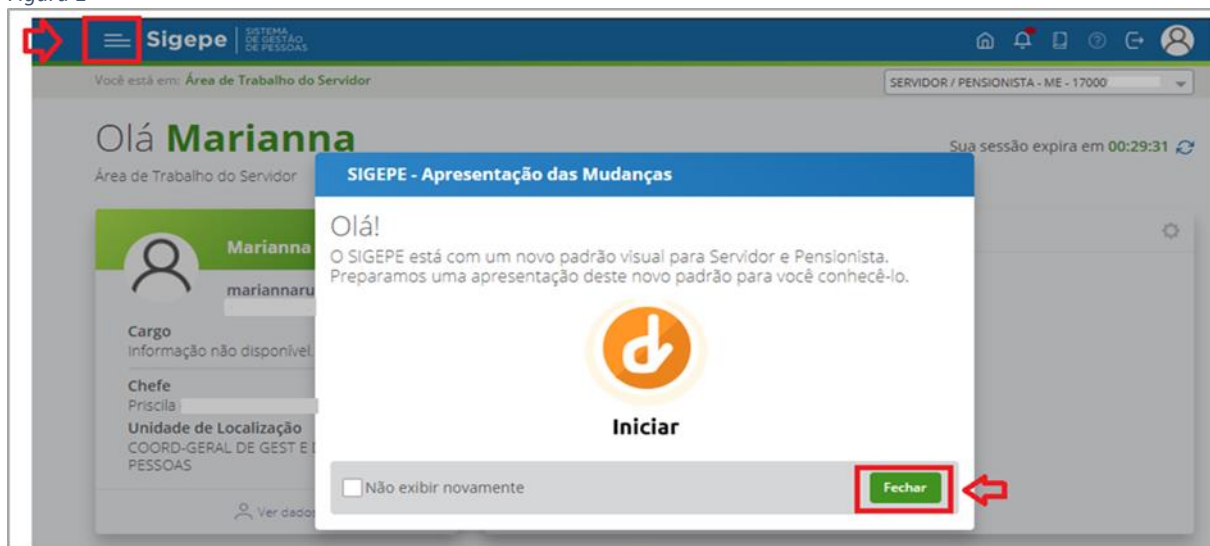 Sigepe
SISTEMA
DE GESTÃO
DE PESSOAS
Você está em: Área de Trabalho do Servidor
SERVIDOR / PENSIONISTA - ME - 17000
Olá Marianna
Sua sessão expira em 00:29:31
Área de Trabalho do Servidor
SIGEPE - Apresentação das Mudanças
Olá!
O SIGEPE está com um novo padrão visual para Servidor e Pensionista.
Preparamos uma apresentação deste novo padrão para você conhecê-lo.
Iniciar
Não exibir novamente
Fechar
Marianna
mariannaru
Cargo
Informação não disponível.
Chefe
Priscila
Unidade de Localização
COORD-GERAL DE GEST E
PESSOAS
Ver dados